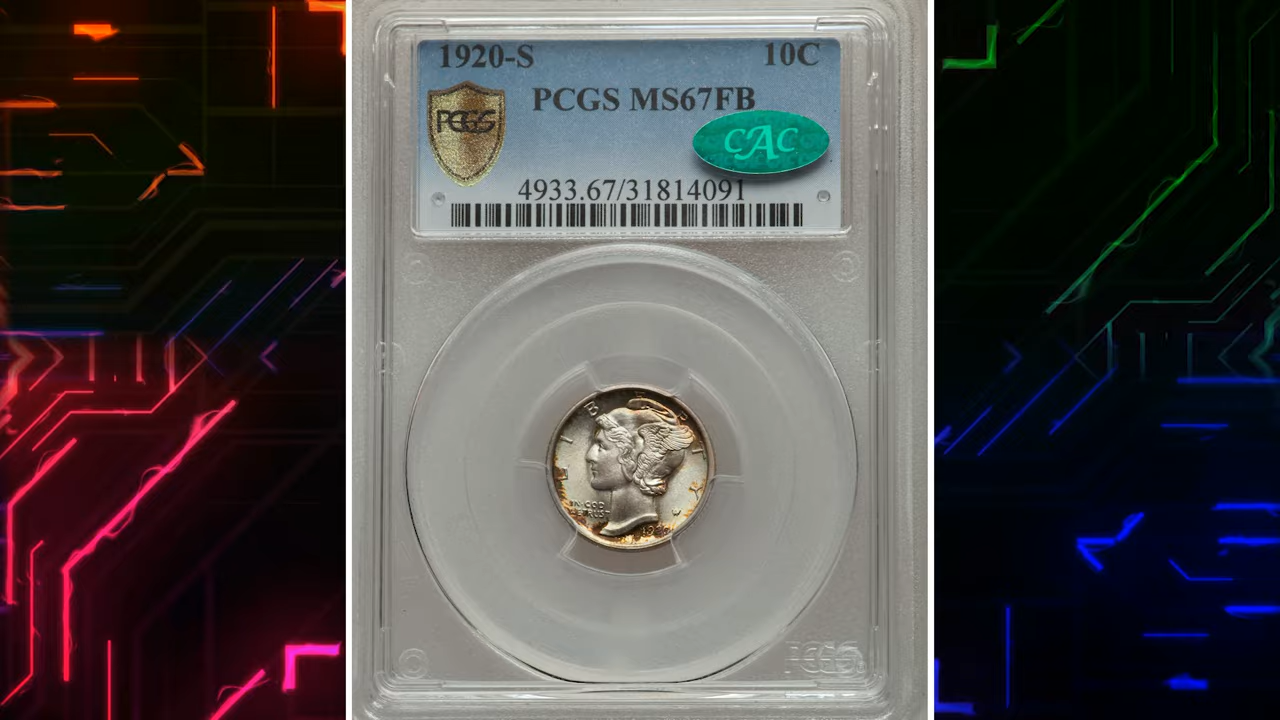 1920-S 10C
PCGS MS67FB
PCGS
CAC
4933.67/31814091
LIBERTY
IN GOD
WE TRUST
PCGS